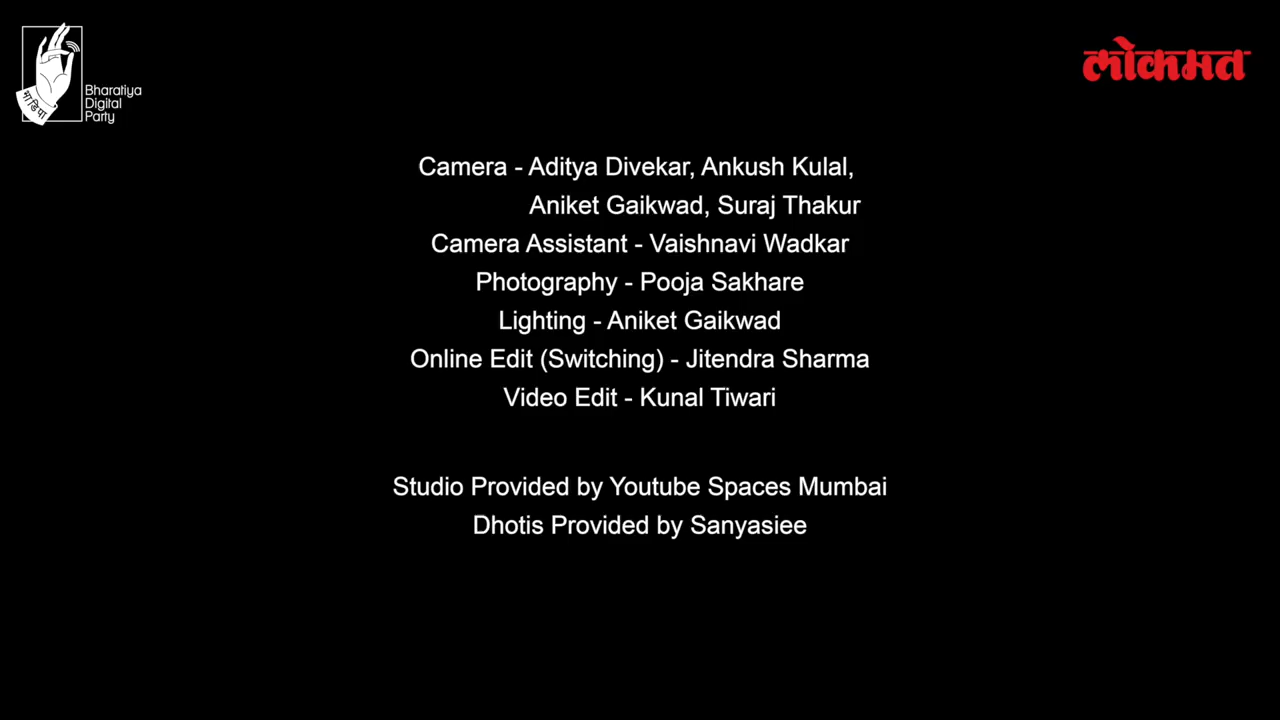 भाडिपा
Bharatiya
Digital
Party
लोकमत
Camera - Aditya Divekar, Ankush Kulal,
Aniket Gaikwad, Suraj Thakur
Camera Assistant - Vaishnavi Wadkar
Photography - Pooja Sakhare
Lighting - Aniket Gaikwad
Online Edit (Switching) - Jitendra Sharma
Video Edit - Kunal Tiwari
Studio Provided by Youtube Spaces Mumbai
Dhotis Provided by Sanyasiee